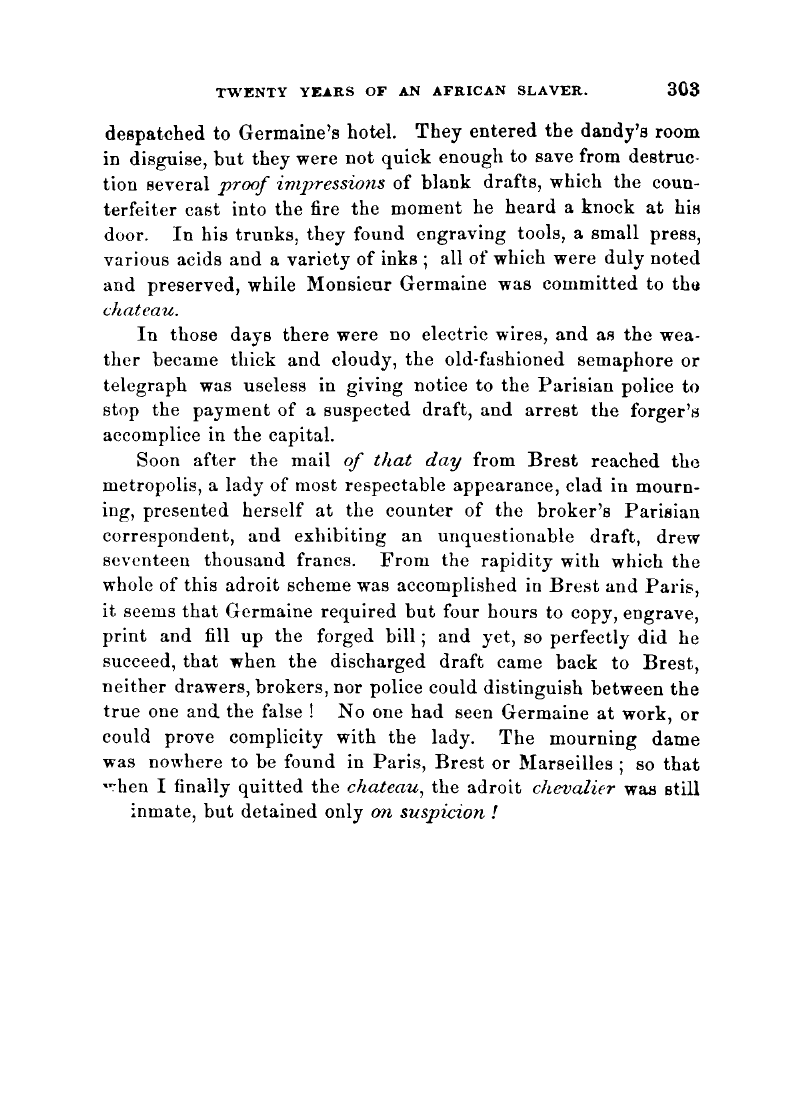 TWENTY YEARS OF AN AFRICAN SLAVER. 303
despatched to Germaine's hotel. They entered the dandy's room
in disguise, but they were not quick enough to save from destruc-
tion several proof impressions of blank drafts, which the coun-
terfeiter cast into the fire the moment he heard a knock at his
door. In his trunks, they found engraving tools, a small press,
various acids and a variety of inks ; all of which were duly noted
and preserved, while Monsieur Germaine was committed to the
chateau.
In those days there were no electric wires, and as the wea-
ther became thick and cloudy, the old-fashioned semaphore or
telegraph was useless in giving notice to the Parisian police to
stop the payment of a suspected draft, and arrest the forger's
accomplice in the capital.
Soon after the mail of that day from Brest reached the
metropolis, a lady of most respectable appearance, clad in mourn-
ing, presented herself at the counter of the broker's Parisian
correspondent, and exhibiting an unquestionable draft, drew
seventeen thousand francs. From the rapidity with which the
whole of this adroit scheme was accomplished in Brest and Paris,
it seems that Germaine required but four hours to copy, engrave,
print and fill up the forged bill ; and yet, so perfectly did he
succeed, that when the discharged draft came back to Brest,
neither drawers, brokers, nor police could distinguish between the
true one and the false ! No one had seen Germaine at work, or
could prove complicity with the lady. The mourning dame
was nowhere to be found in Paris, Brest or Marseilles ; so that
when I finally quitted the chateau, the adroit chevalier was still
inmate, but detained only on suspicion !